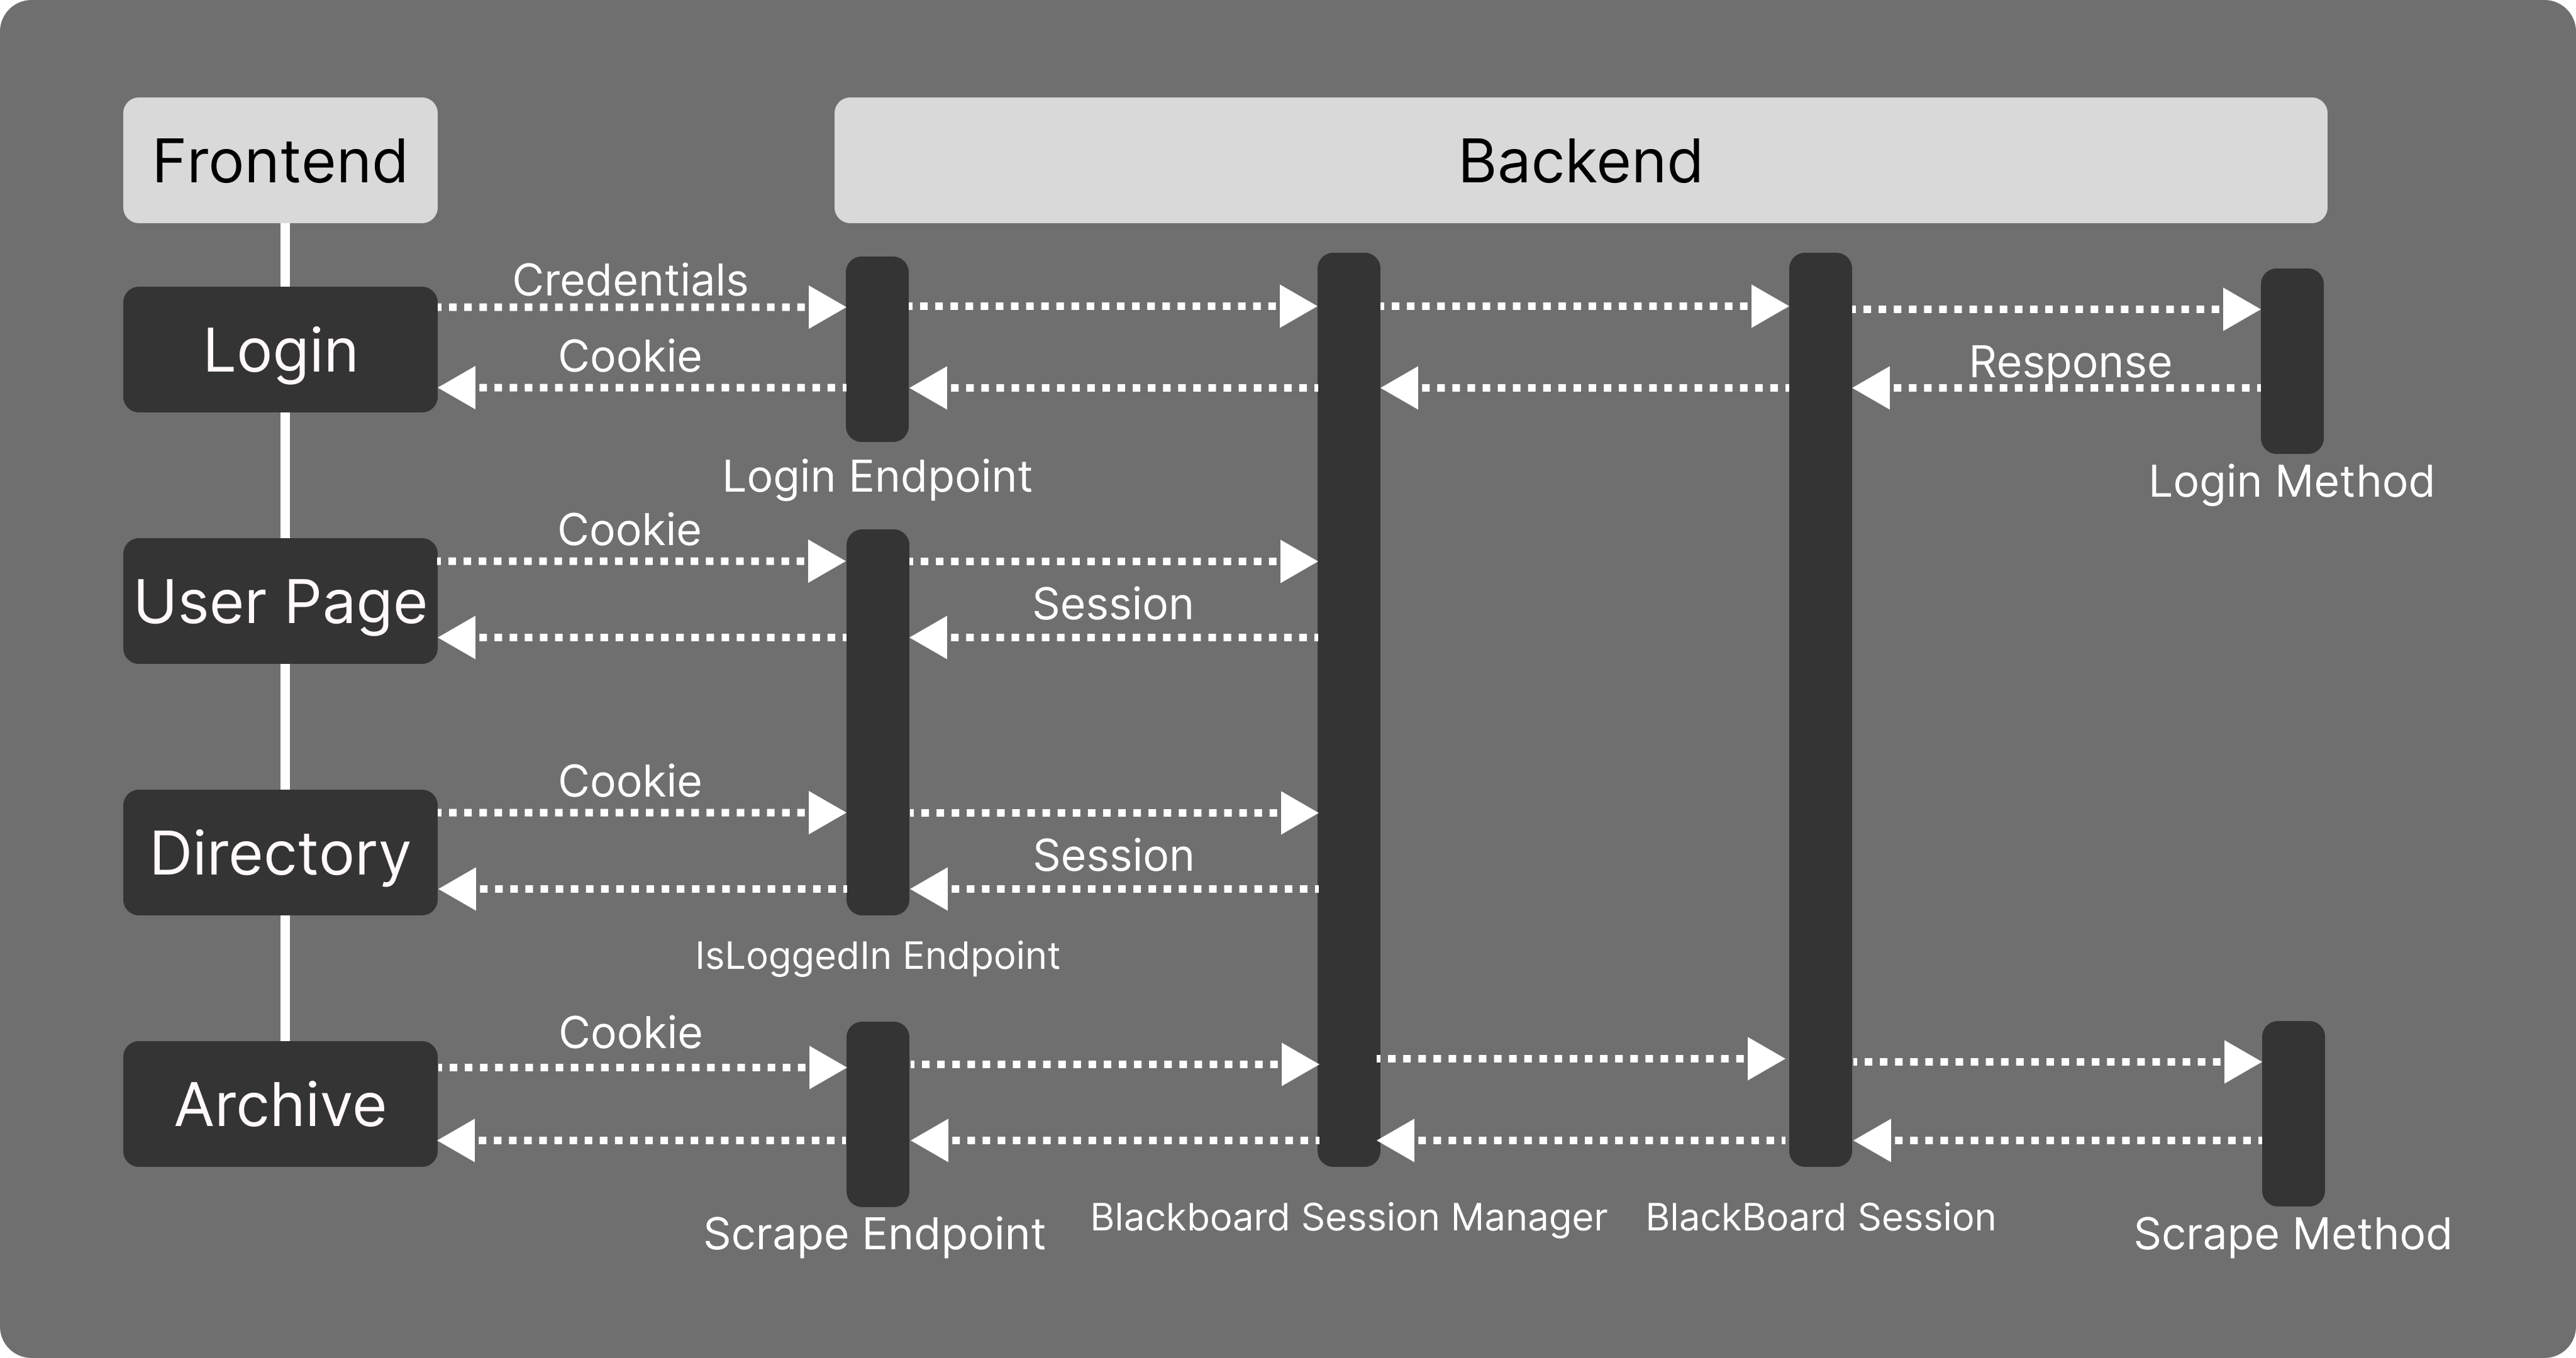 Frontend
Backend
Credentials
Login
Cookie
Response
Login Endpoint
Login Method
Cookie
User Page
Session
Cookie
Directory
Session
IsLoggedIn Endpoint
Cookie
Archive
Scrape Endpoint
Blackboard Session Manager
BlackBoard Session
Scrape Method